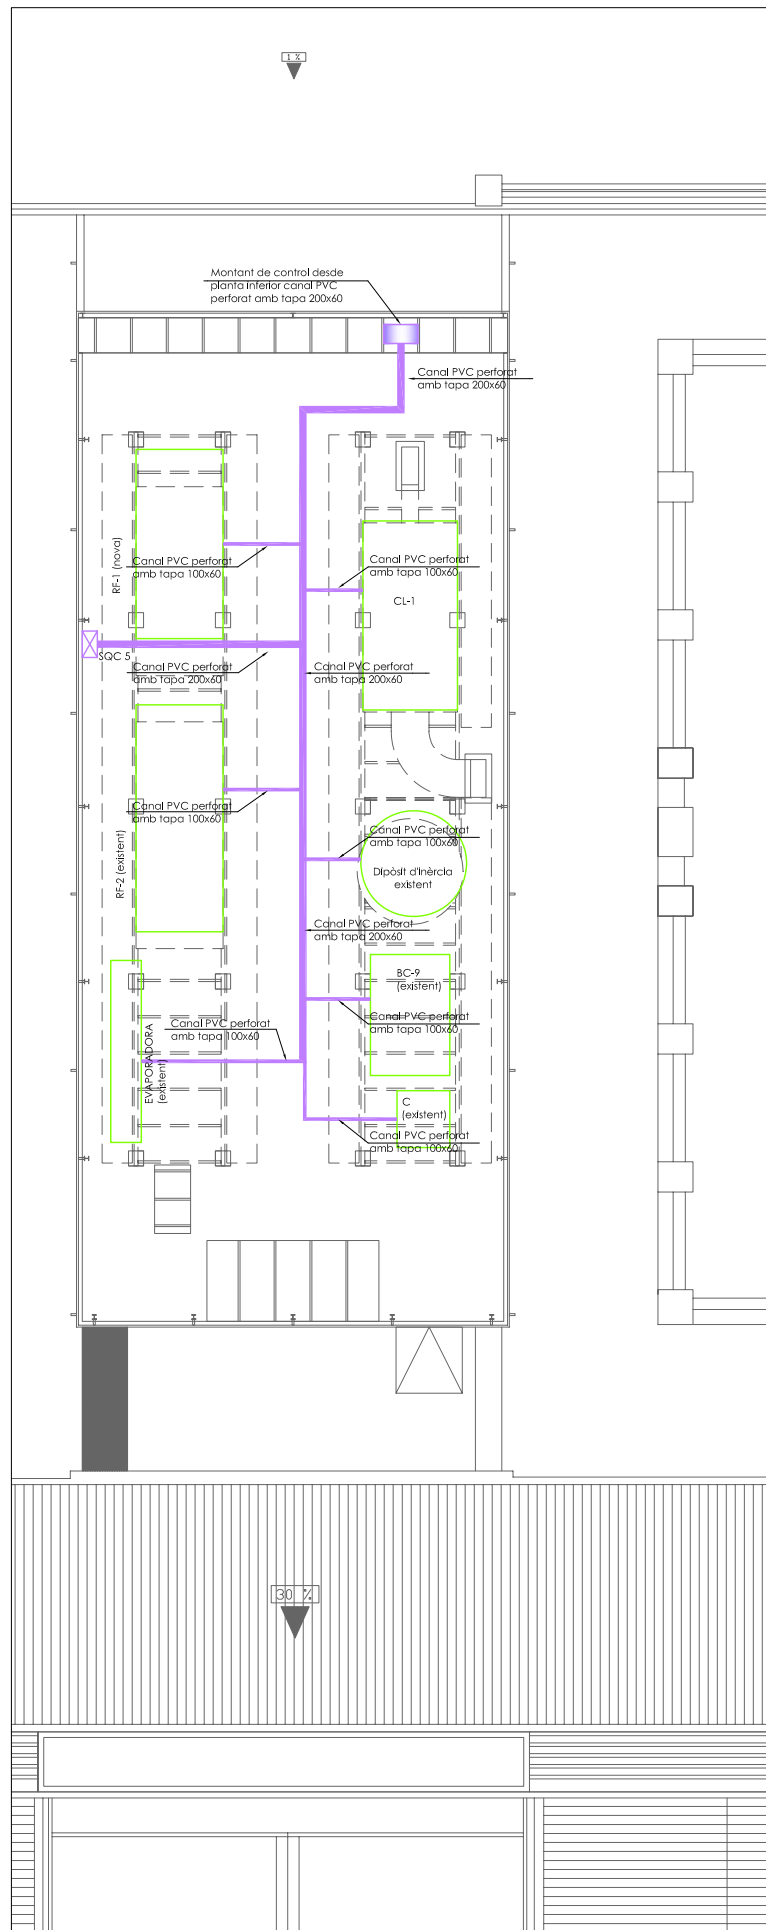 1 %
Montant de control desde
planta inferior canal PVC
perforat amb tapa 200x60
Canal PVC perforat
amb tapa 200x60
RF-1 (nova)
Canal PVC perforat
amb tapa 100x60
Canal PVC perforat
amb tapa 100x60
CL-1
SQC 5
Canal PVC perforat
amb tapa 200x60
Canal PVC perforat
amb tapa 200x60
Canal PVC perforat
amb tapa 100x60
RF-2 (existent)
Canal PVC perforat
amb tapa 100x60
Dipòsit d'Inèrcia
existent
Canal PVC perforat
amb tapa 200x60
BC-9
(existent)
Canal PVC perforat
amb tapa 100x60
Canal PVC perforat
amb tapa 100x60
EVAPORADORA
(existent)
C
(existent)
Canal PVC perforat
amb tapa 100x60
30 %